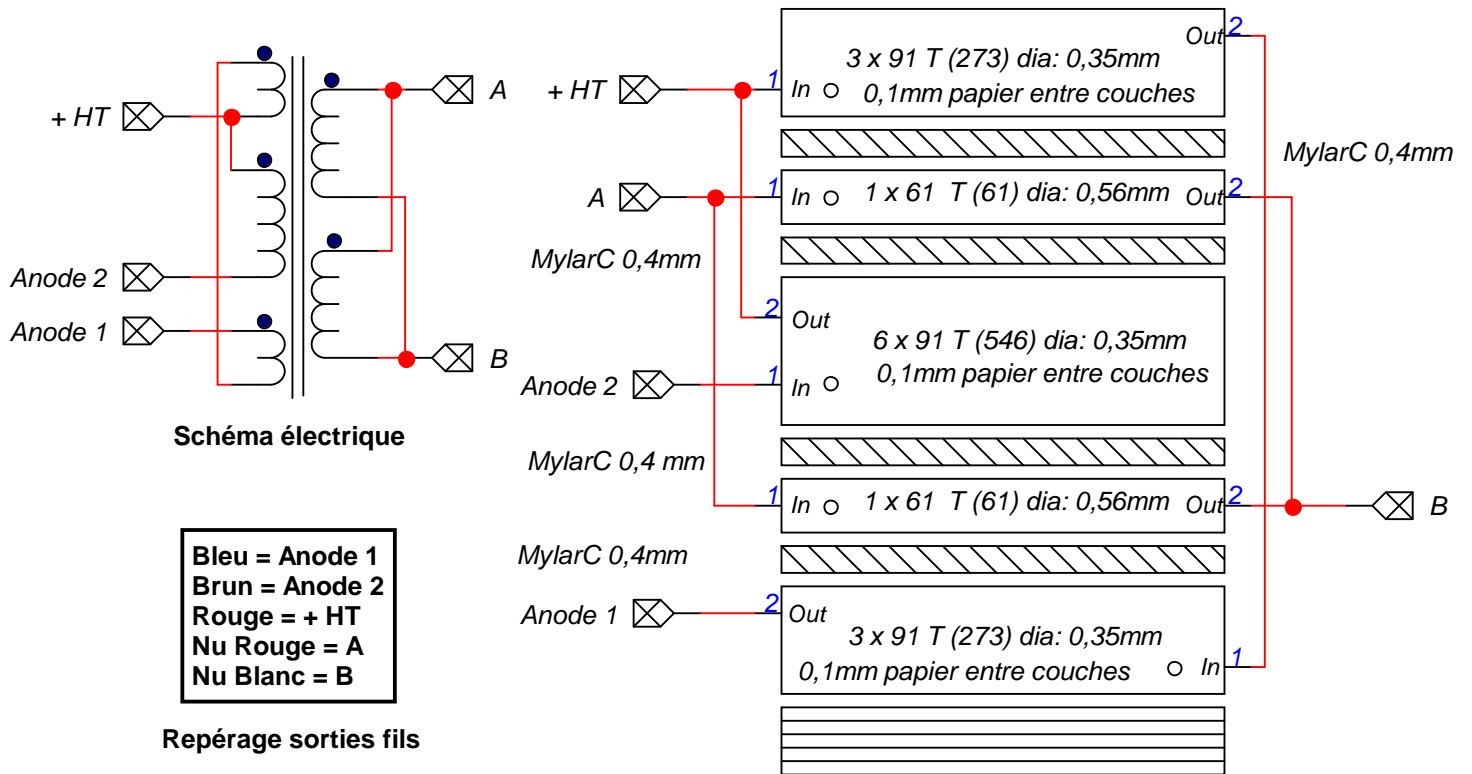 + HT
A
Anode 2
Anode 1
B
Schéma électrique
Bleu = Anode 1
Brun = Anode 2
Rouge = + HT
Nu Rouge = A
Nu Blanc = B
Repérage sorties fils
+ HT
1
In
3 x 91 T (273) dia: 0,35mm
0,1mm papier entre couches
Out
2
MylarC 0,4mm
A
1
In
1 x 61 T (61) dia: 0,56mm
Out
2
MylarC 0,4mm
2
Out
6 x 91 T (546) dia: 0,35mm
0,1mm papier entre couches
Anode 2
1
In
MylarC 0,4 mm
1
In
1 x 61 T (61) dia: 0,56mm
Out
2
B
MylarC 0,4mm
Anode 1
2
Out
3 x 91 T (273) dia: 0,35mm
0,1mm papier entre couches
In
1